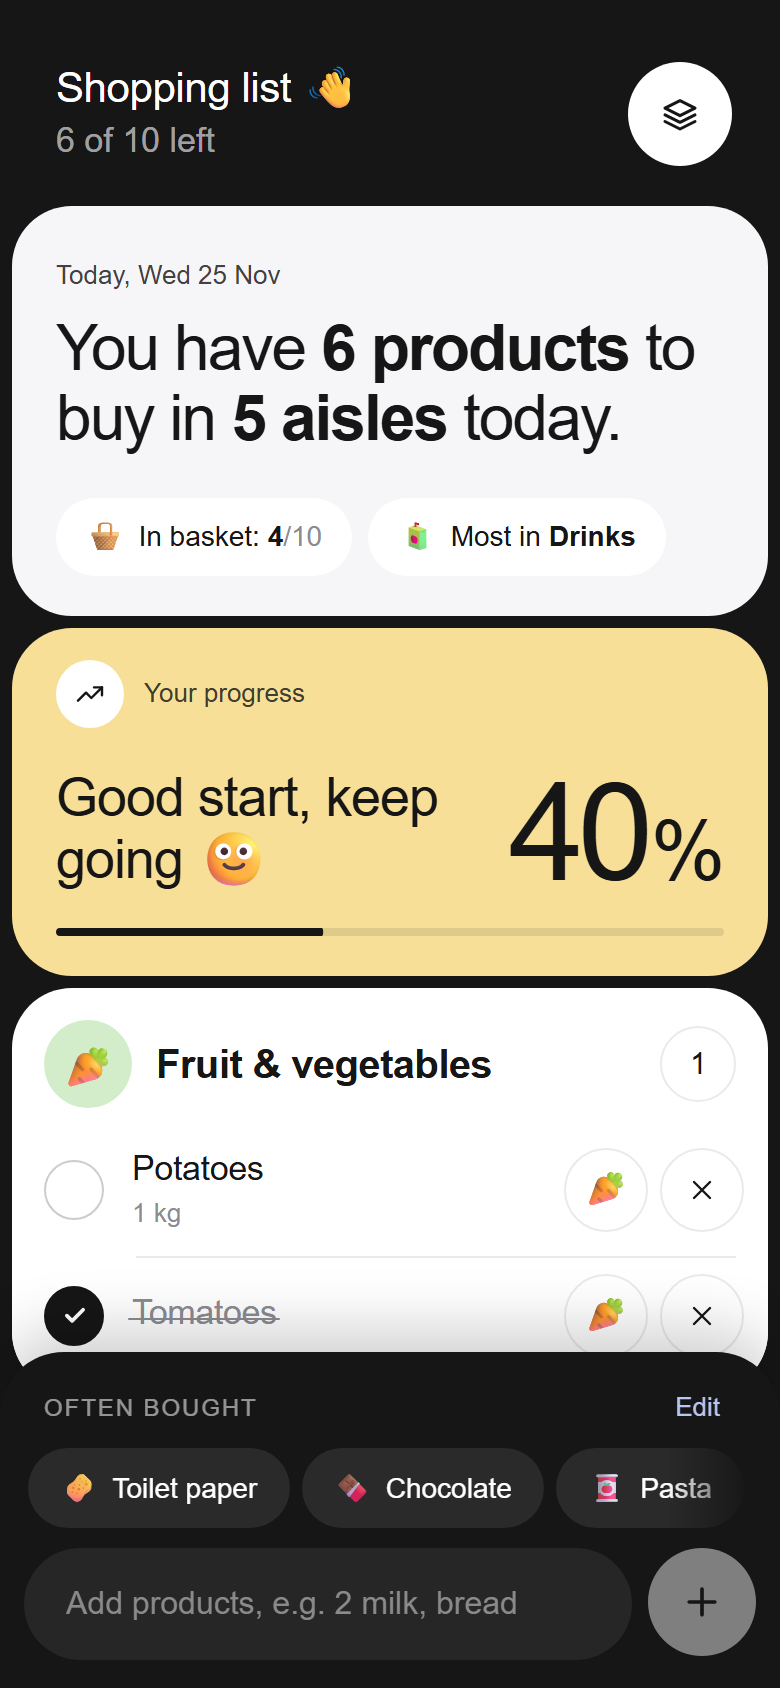 Shopping list 👋
6 of 10 left
Today, Wed 25 Nov
You have 6 products to
buy in 5 aisles today.
In basket: 4/10
Most in Drinks
Your progress
Good start, keep
going
40%
Fruit & vegetables
1
Potatoes
1 kg
Tomatoes
OFTEN BOUGHT
Edit
Toilet paper
Chocolate
Pasta
Add products, e.g. 2 milk, bread